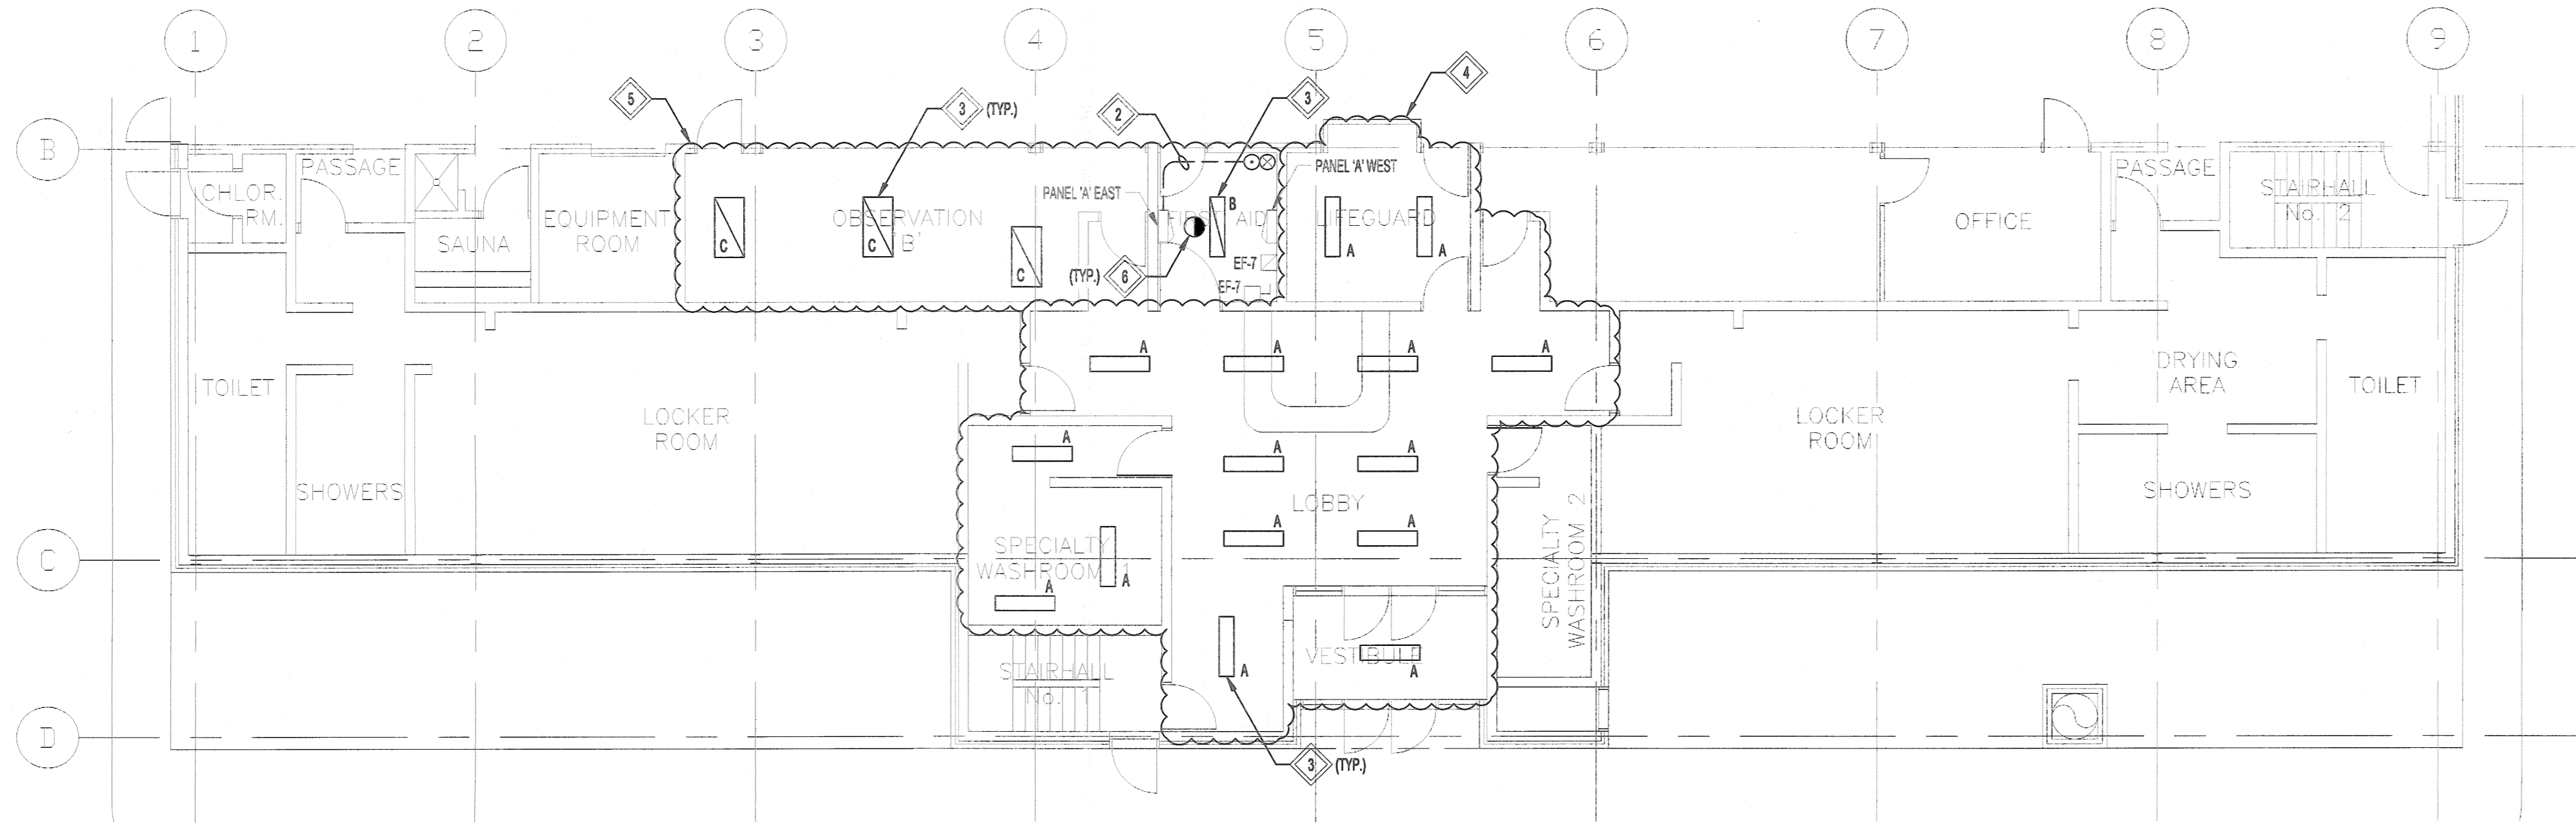 1 2 3 4 5 6 7 8 9
B
C
D
5
3 (TYP.)
2
3
4
PASSAGE
CHLOR.
RM.
SAUNA
EQUIPMENT
ROOM
OBSERVATION
'B'
C
C
C
PANEL 'A' EAST
FIRST AID
B
PANEL 'A' WEST
(TYP.) 6
EF-7
EF-7
LIFEGUARD
A
A
OFFICE
PASSAGE
STAIRHALL
No. 2
A
A
A
A
TOILET
LOCKER
ROOM
SHOWERS
A
A
A
LOBBY
A
A
SPECIALTY
WASHROOM 1
A
A
SPECIALTY
WASHROOM 2
LOCKER
ROOM
DRYING
AREA
TOILET
SHOWERS
STAIRHALL
No. 1
A
VESTIBULE
A
3 (TYP.)